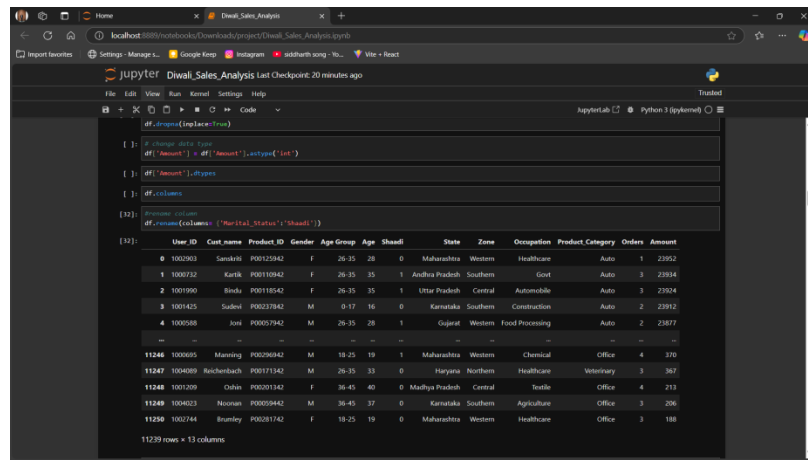 Home
Diwali_Sales_Analysis
localhost:8889/notebooks/Downloads/project/Diwali_Sales_Analysis.ipynb
Import favorites Settings - Manage s... Google Keep Instagram siddharth song - Yo... Vite + React
jupyter Diwali_Sales_Analysis Last Checkpoint: 20 minutes ago
File Edit View Run Kernel Settings Help Trusted
Code JupyterLab Python 3 (ipykernel)
df.dropna(inplace=True)
[ ]: # change data type
df['Amount'] = df['Amount'].astype('int')
[ ]: df['Amount'].dtypes
[ ]: df.columns
[32]: #rename column
df.rename(columns= {'Marital_Status':'Shaadi'})
[32]: User_ID Cust_name Product_ID Gender Age Group Age Shaadi State Zone Occupation Product_Category Orders Amount
0 1002903 Sanskriti P00125942 F 26-35 28 0 Maharashtra Western Healthcare Auto 1 23952
1 1000732 Kartik P00110942 F 26-35 35 1 Andhra Pradesh Southern Govt Auto 3 23934
2 1001990 Bindu P00118542 F 26-35 35 1 Uttar Pradesh Central Automobile Auto 3 23924
3 1001425 Sudevi P00237842 M 0-17 16 0 Karnataka Southern Construction Auto 2 23912
4 1000588 Joni P00057942 M 26-35 28 1 Gujarat Western Food Processing Auto 2 23877
... ... ... ... ... ... ... ... ... ... ... ... ... ...
11246 1000695 Manning P00296942 M 18-25 19 1 Maharashtra Western Chemical Office 4 370
11247 1004089 Reichenbach P00171342 M 26-35 33 0 Haryana Northern Healthcare Veterinary 3 367
11248 1001209 Oshin P00201342 F 36-45 40 0 Madhya Pradesh Central Textile Office 4 213
11249 1004023 Noonan P00059442 M 36-45 37 0 Karnataka Southern Agriculture Office 3 206
11250 1002744 Brumley P00281742 F 18-25 19 0 Maharashtra Western Healthcare Office 3 188
11239 rows × 13 columns